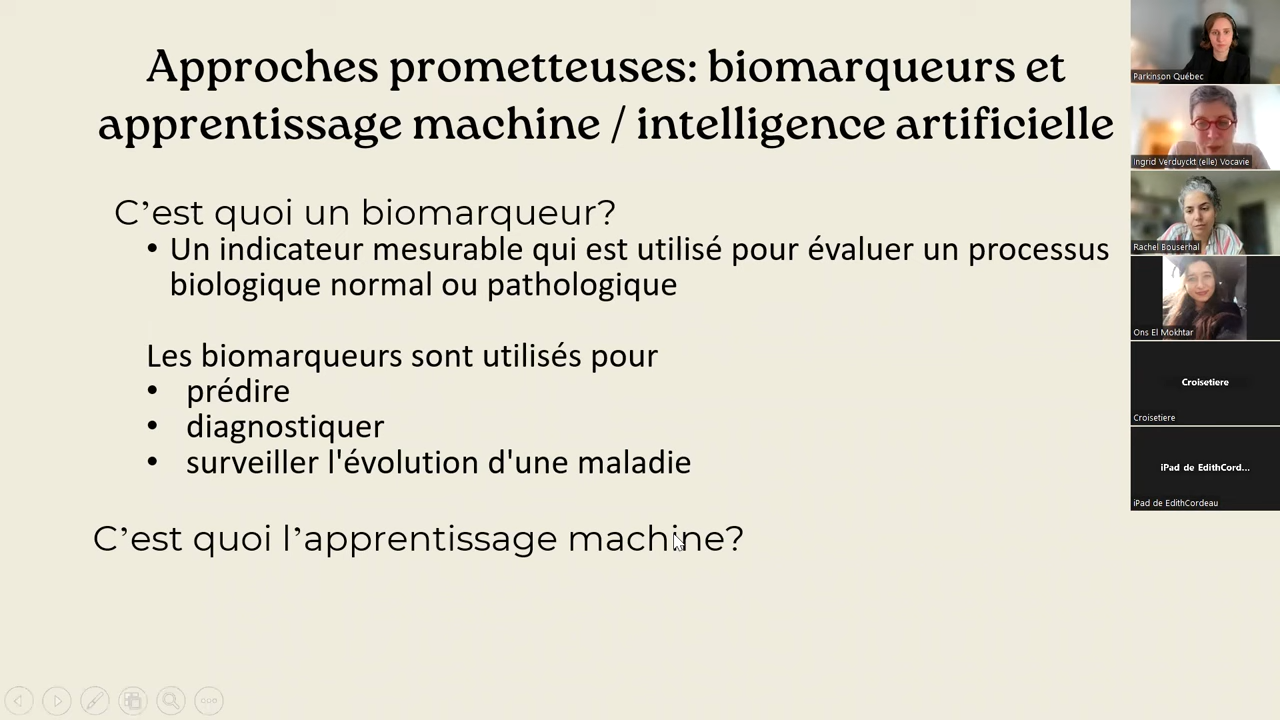 Approches prometteuses: biomarqueurs et
apprentissage machine / intelligence artificielle
C’est quoi un biomarqueur?
• Un indicateur mesurable qui est utilisé pour évaluer un processus
biologique normal ou pathologique
Les biomarqueurs sont utilisés pour
• prédire
• diagnostiquer
• surveiller l'évolution d'une maladie
C’est quoi l’apprentissage machine?
Parkinson Québec
Ingrid Verduyckt (elle) Vocavie
Rachel Bouserhal
Ons El Mokhtar
Croisetiere
Croisetiere
iPad de EdithCord...
iPad de EdithCordeau